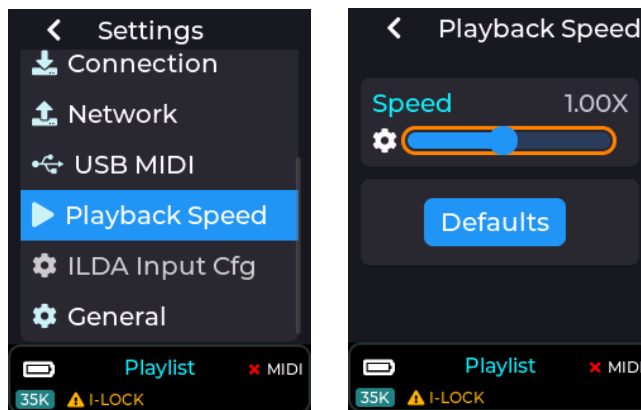 Settings
Connection
Network
USB MIDI
Playback Speed
ILDA Input Cfg
General
Playlist
MIDI
35K
I-LOCK
Playback Speed
Speed
1.00X
Defaults
Playlist
MIDI
35K
I-LOCK